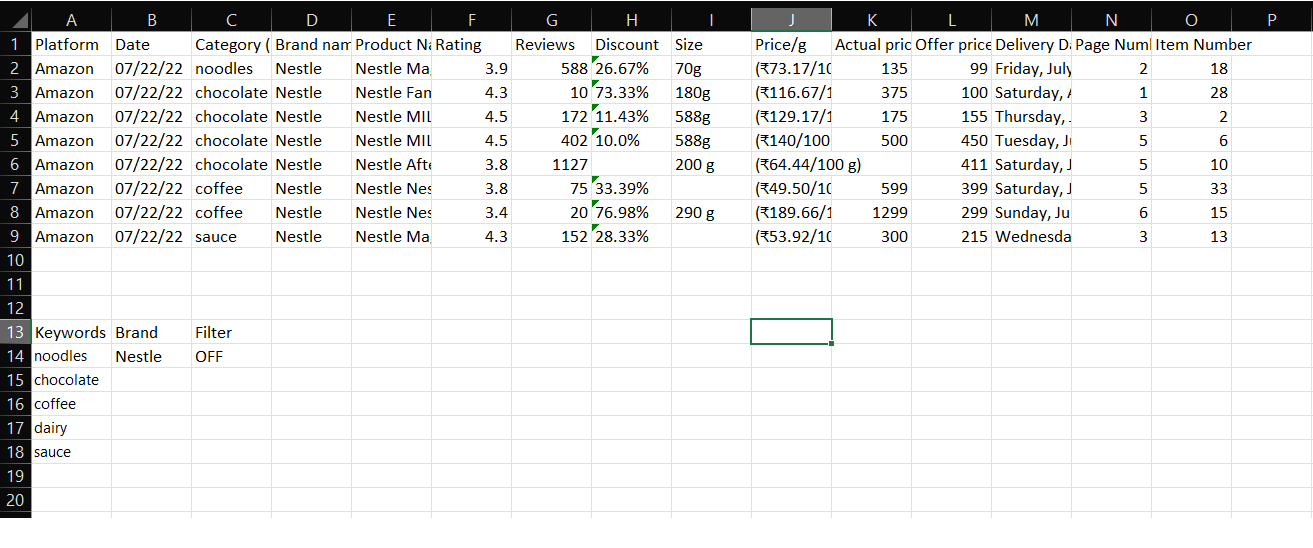 A B C D E F G H I J K L M N O P
1 Platform Date Category ( Brand nam Product Na Rating Reviews Discount Size Price/g Actual pric Offer price Delivery Da Page Numl Item Number
2 Amazon 07/22/22 noodles Nestle Nestle Ma 3.9 588 26.67% 70g (₹73.17/10 135 99 Friday, July 2 18
3 Amazon 07/22/22 chocolate Nestle Nestle Fan 4.3 10 73.33% 180g (₹116.67/1 375 100 Saturday, A 1 28
4 Amazon 07/22/22 chocolate Nestle Nestle MIL 4.5 172 11.43% 588g (₹129.17/1 175 155 Thursday, 3 2
5 Amazon 07/22/22 chocolate Nestle Nestle MIL 4.5 402 10.0% 588g (₹140/100 500 450 Tuesday, Ju 5 6
6 Amazon 07/22/22 chocolate Nestle Nestle Afte 3.8 1127 200 g (₹64.44/100 g) 411 Saturday, J 5 10
7 Amazon 07/22/22 coffee Nestle Nestle Nes 3.8 75 33.39% (₹49.50/10 599 399 Saturday, J 5 33
8 Amazon 07/22/22 coffee Nestle Nestle Nes 3.4 20 76.98% 290 g (₹189.66/1 1299 299 Sunday, Ju 6 15
9 Amazon 07/22/22 sauce Nestle Nestle Ma 4.3 152 28.33% (₹53.92/10 300 215 Wednesda 3 13
10
11
12
13 Keywords Brand Filter
14 noodles Nestle OFF
15 chocolate
16 coffee
17 dairy
18 sauce
19
20